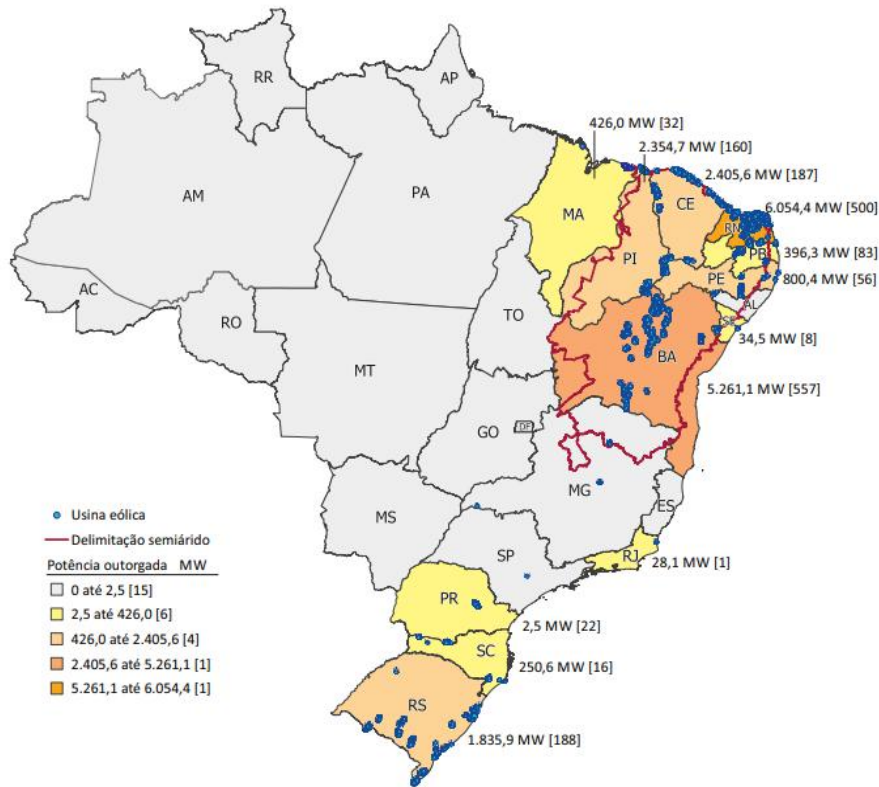 RR
AP
426,0 MW [32]
2.354,7 MW [160]
2.405,6 MW [187]
6.054,4 MW [500]
AM
PA
MA
CE
RN
PB
396,3 MW [83]
PI
PE
800,4 MW [56]
AC
AL
TO
SE
34,5 MW [8]
RO
BA
MT
5.261,1 MW [557]
GO
DF
MG
ES
MS
SP
RJ
28,1 MW [1]
PR
2,5 MW [22]
SC
250,6 MW [16]
RS
1.835,9 MW [188]
Usina eólica
Delimitação semiárido
Potência outorgada MW
0 até 2,5 [15]
2,5 até 426,0 [6]
426,0 até 2.405,6 [4]
2.405,6 até 5.261,1 [1]
5.261,1 até 6.054,4 [1]